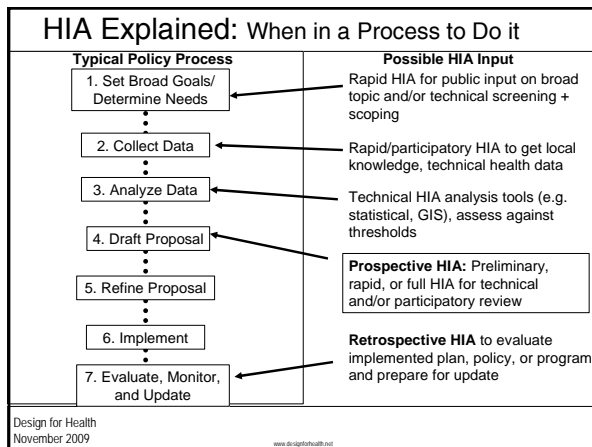 HIA Explained: When in a Process to Do it
Typical Policy Process
1. Set Broad Goals/
Determine Needs
2. Collect Data
3. Analyze Data
4. Draft Proposal
5. Refine Proposal
6. Implement
7. Evaluate, Monitor,
and Update
Possible HIA Input
Rapid HIA for public input on broad
topic and/or technical screening +
scoping
Rapid/participatory HIA to get local
knowledge, technical health data
Technical HIA analysis tools (e.g.
statistical, GIS), assess against
thresholds
Prospective HIA: Preliminary,
rapid, or full HIA for technical
and/or participatory review
Retrospective HIA to evaluate
implemented plan, policy, or program
and prepare for update
Design for Health
November 2009
www.designforhealth.net